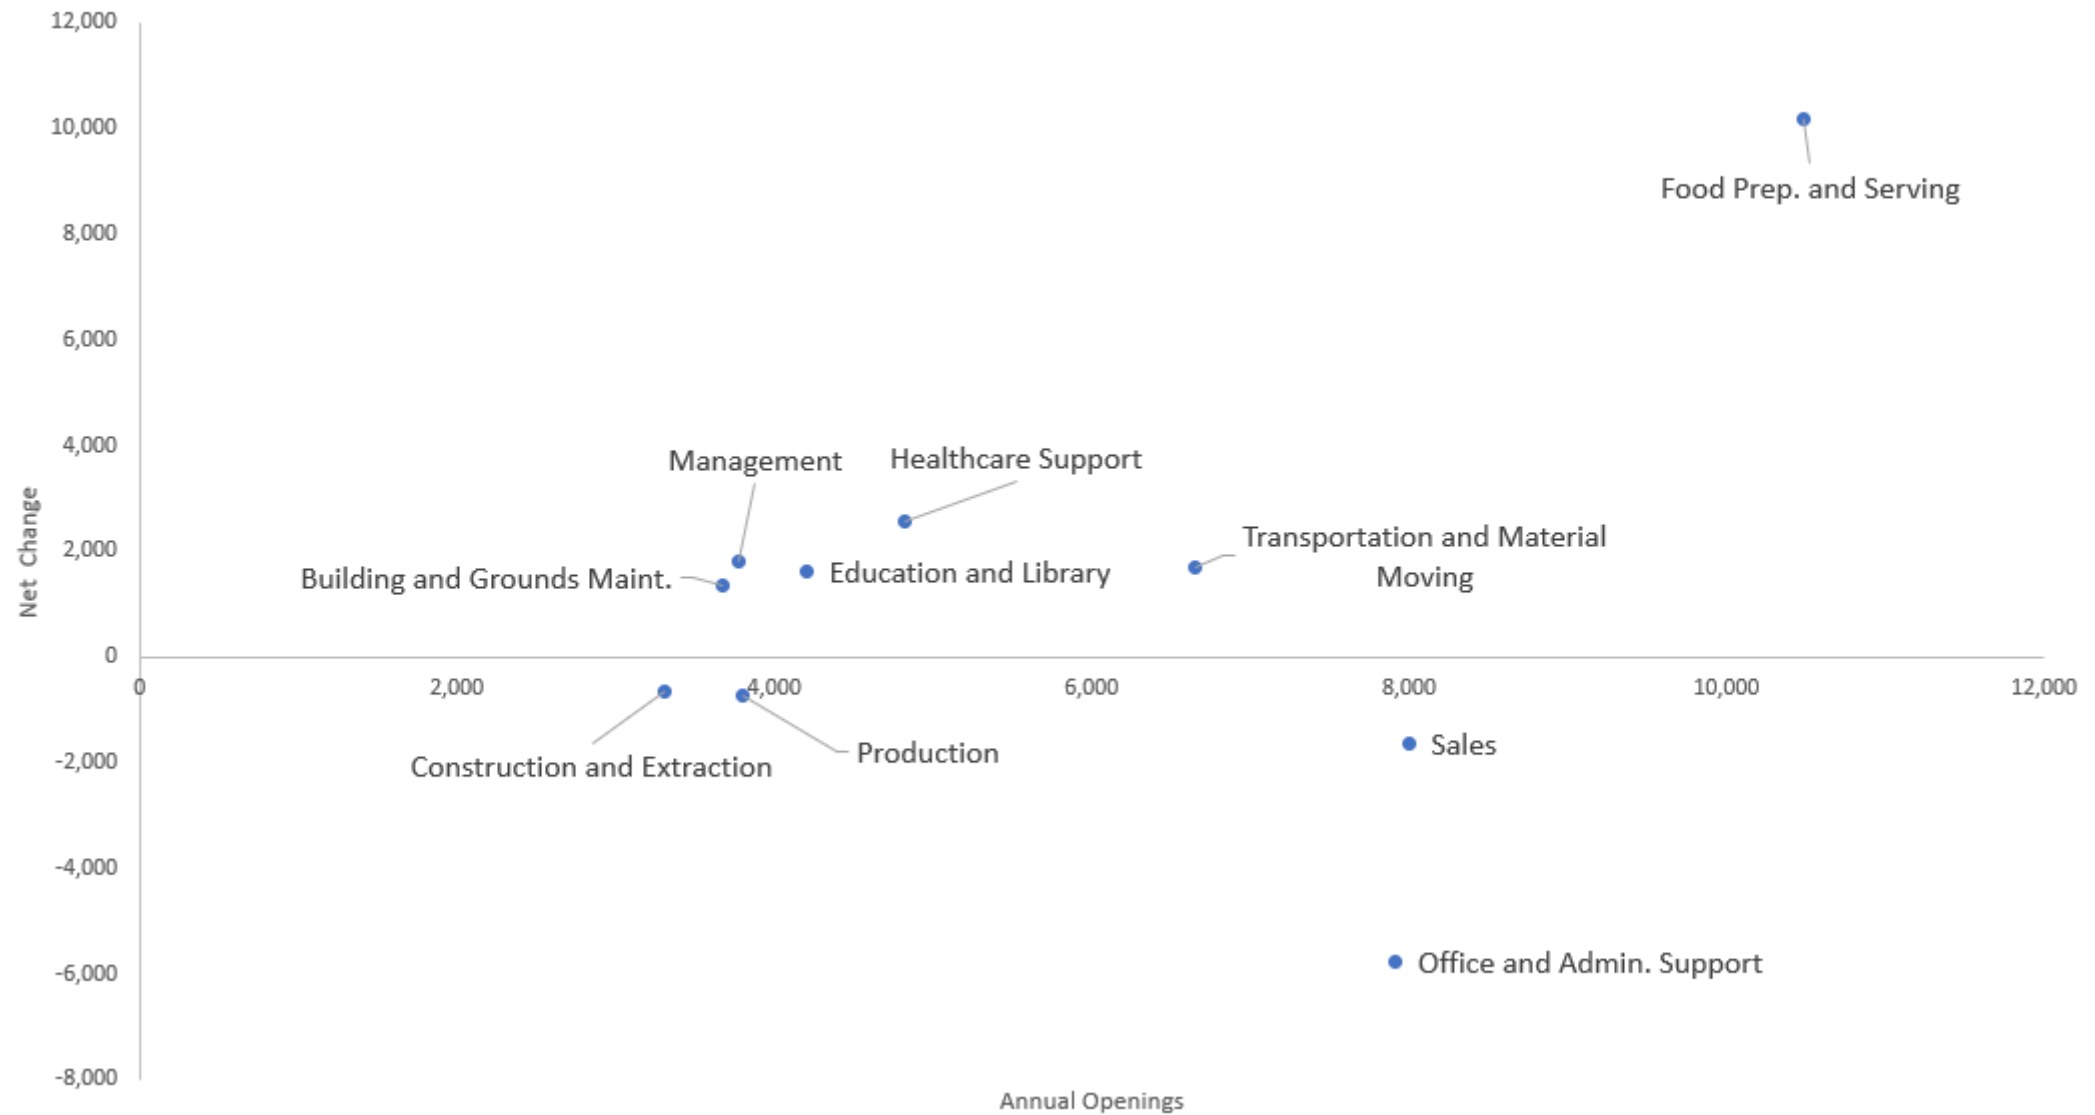 12,000
10,000
Food Prep. and Serving
8,000
6,000
4,000
Management
Healthcare Support
Net Change
2,000
Transportation and Material
Moving
Building and Grounds Maint.
Education and Library
0
0
2,000
4,000
6,000
8,000
10,000
12,000
Construction and Extraction
Production
Sales
-2,000
-4,000
Office and Admin. Support
-6,000
-8,000
Annual Openings